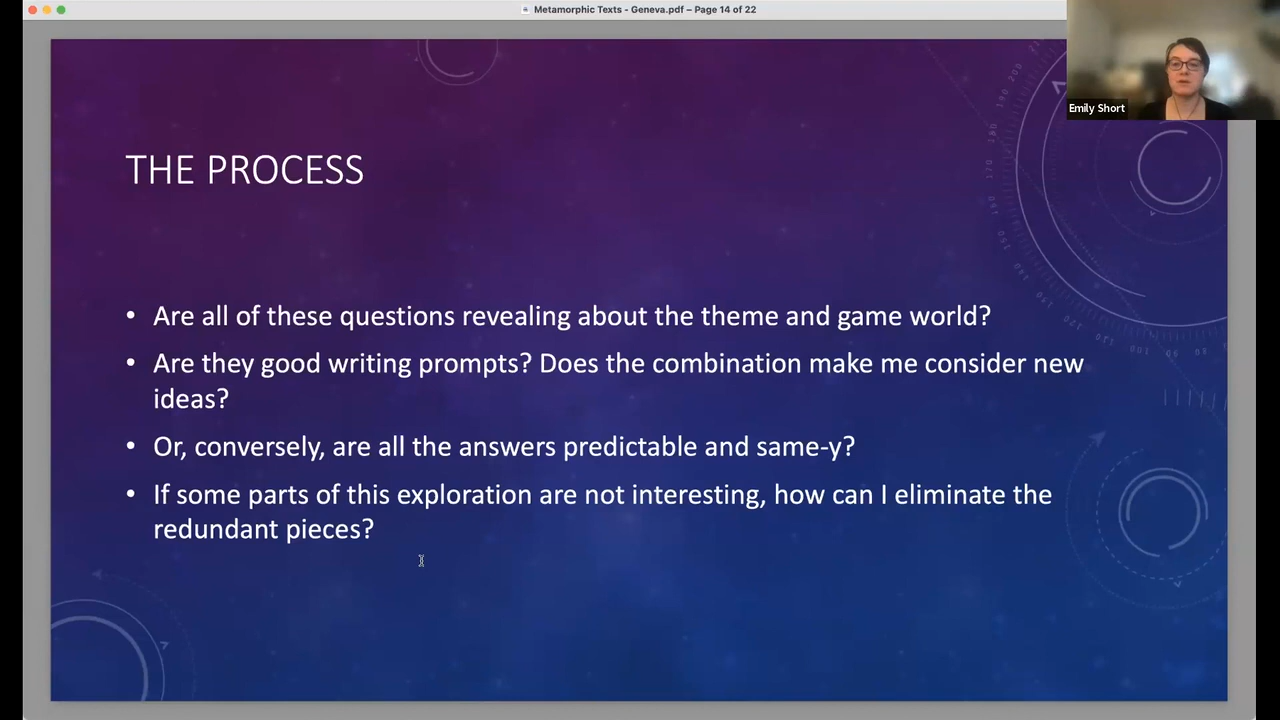 Metamorphic Texts - Geneva.pdf – Page 14 of 22
Emily Short
THE PROCESS
• Are all of these questions revealing about the theme and game world?
• Are they good writing prompts? Does the combination make me consider new
ideas?
• Or, conversely, are all the answers predictable and same-y?
• If some parts of this exploration are not interesting, how can I eliminate the
redundant pieces?